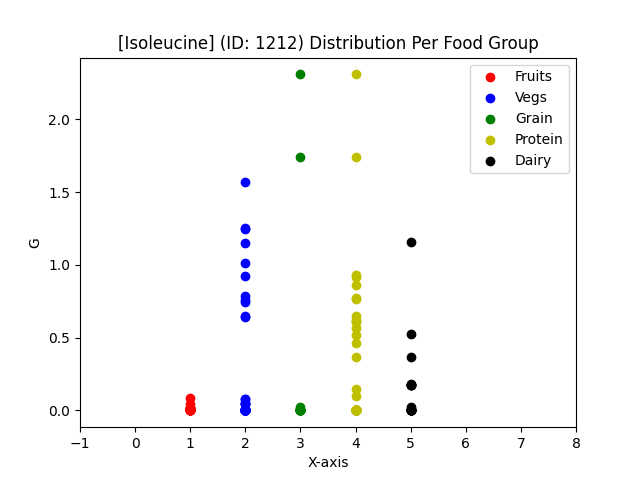 [Isoleucine] (ID: 1212) Distribution Per Food Group
Fruits
Vegs
Grain
Protein
Dairy
2.0
1.5
1.0
0.5
0.0
G
−1 0 1 2 3 4 5 6 7 8
X-axis